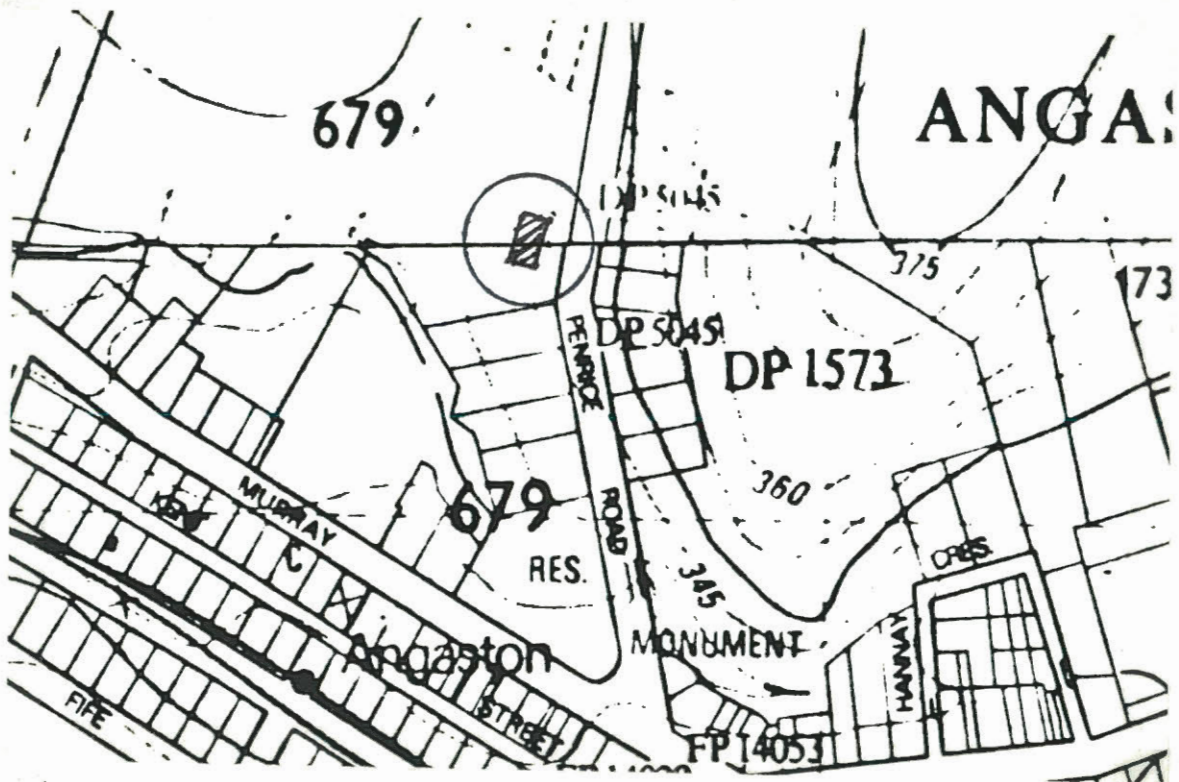 679
ANGAS
DP 5045
375
173
PENRICE
DP 5045
DP 1573
360
679
MURRAY
KENT
ROAD
RES.
CRES.
345
MONUMENT
HANNAY
Angaston
FIFE
STREET
FP 14053